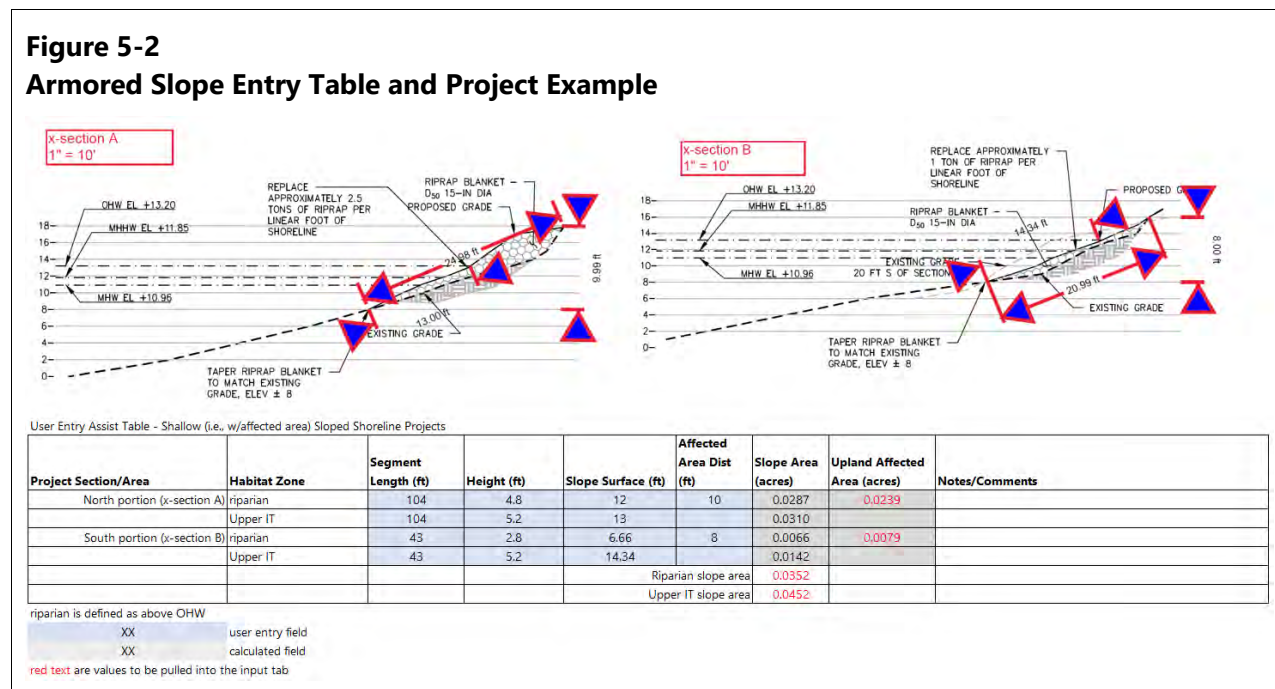 Figure 5-2
Armored Slope Entry Table and Project Example
x-section A
1" = 10'
OHW EL +13.20
MHHW EL +11.85
MHW EL +10.96
18
16
14
12
10
8
6
4
2
0
REPLACE
APPROXIMATELY 2.5
TONS OF RIPRAP PER
LINEAR FOOT OF
SHORELINE
RIPRAP BLANKET
D50 15-IN DIA
PROPOSED GRADE
24.98 ft
13.00 ft
9.99 ft
EXISTING GRADE
TAPER RIPRAP BLANKET
TO MATCH EXISTING
GRADE, ELEV ± 8
x-section B
1" = 10'
OHW EL +13.20
MHHW EL +11.85
MHW EL +10.96
18
16
14
12
10
8
6
4
2
0
REPLACE APPROXIMATELY
1 TON OF RIPRAP PER
LINEAR FOOT OF
SHORELINE
RIPRAP BLANKET
D50 15-IN DIA
PROPOSED
14.34 ft
20.99 ft
8.00 ft
EXISTING
20 FT S OF SECTION
EXISTING GRADE
TAPER RIPRAP BLANKET
TO MATCH EXISTING
GRADE, ELEV ± 8
User Entry Assist Table - Shallow (i.e., w/affected area) Sloped Shoreline Projects
Project Section/Area Habitat Zone Segment Length (ft) Height (ft) Slope Surface (ft) Affected Area Dist (ft) Slope Area (acres) Upland Affected Area (acres) Notes/Comments
North portion (x-section A) riparian 104 4.8 12 10 0.0287 0.0239
Upper IT 104 5.2 13 0.0310
South portion (x-section B) riparian 43 2.8 6.66 8 0.0066 0.0079
Upper IT 43 5.2 14.34 0.0142
Riparian slope area 0.0352
Upper IT slope area 0.0452
riparian is defined as above OHW
XX user entry field
XX calculated field
red text are values to be pulled into the input tab